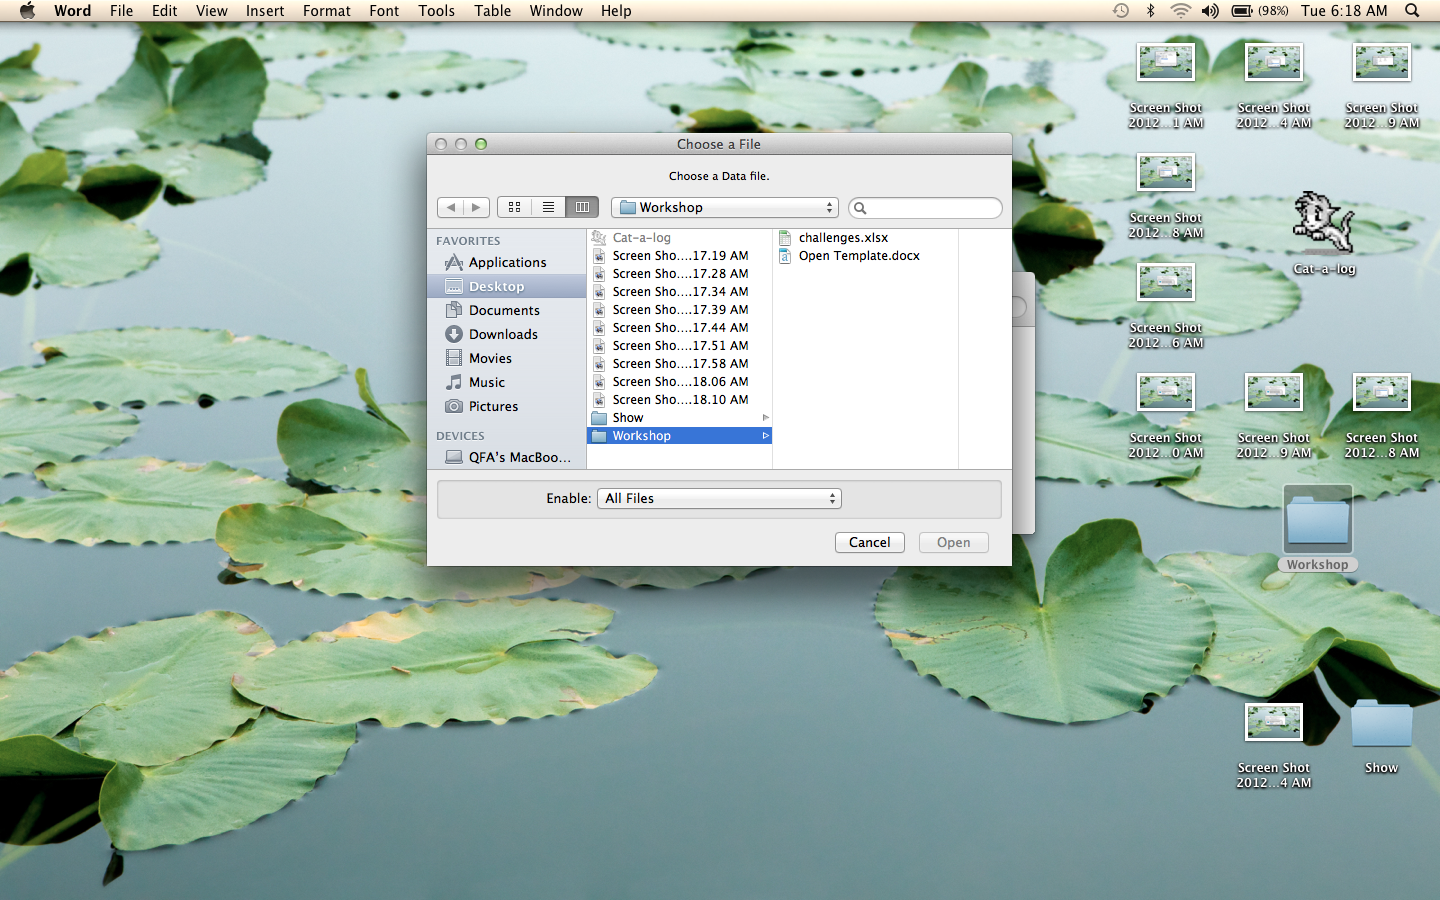 Word File Edit View Insert Format Font Tools Table Window Help (98%) Tue 6:18 AM
Choose a File
Choose a Data file.
Workshop
FAVORITES
Applications
Desktop
Documents
Downloads
Movies
Music
Pictures
DEVICES
QFA's MacBoo...
Cat-a-log
Screen Sho....17.19 AM
Screen Sho....17.28 AM
Screen Sho....17.34 AM
Screen Sho....17.39 AM
Screen Sho....17.44 AM
Screen Sho....17.51 AM
Screen Sho....17.58 AM
Screen Sho....18.06 AM
Screen Sho....18.10 AM
Show
Workshop
challenges.xlsx
Open Template.docx
Enable: All Files
Cancel Open
Screen Shot
2012...1 AM
Screen Shot
2012...4 AM
Screen Shot
2012...9 AM
Screen Shot
2012...8 AM
Cat-a-log
Screen Shot
2012...6 AM
Screen Shot
2012...0 AM
Screen Shot
2012...9 AM
Screen Shot
2012...8 AM
Workshop
Screen Shot
2012...4 AM
Show